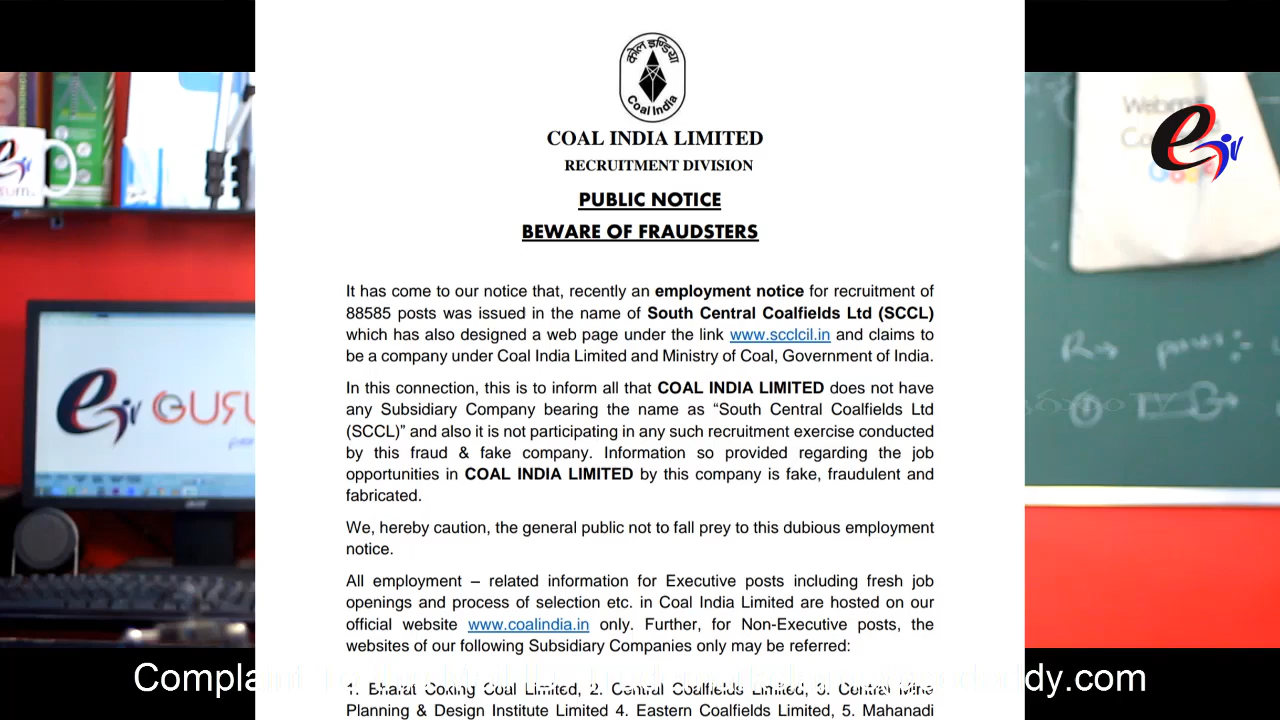 कोल इण्डिया
Coal India
COAL INDIA LIMITED
RECRUITMENT DIVISION
PUBLIC NOTICE
BEWARE OF FRAUDSTERS
It has come to our notice that, recently an employment notice for recruitment of
88585 posts was issued in the name of South Central Coalfields Ltd (SCCL)
which has also designed a web page under the link www.scclcil.in and claims to
be a company under Coal India Limited and Ministry of Coal, Government of India.
In this connection, this is to inform all that COAL INDIA LIMITED does not have
any Subsidiary Company bearing the name as “South Central Coalfields Ltd
(SCCL)” and also it is not participating in any such recruitment exercise conducted
by this fraud & fake company. Information so provided regarding the job
opportunities in COAL INDIA LIMITED by this company is fake, fraudulent and
fabricated.
We, hereby caution, the general public not to fall prey to this dubious employment
notice.
All employment – related information for Executive posts including fresh job
openings and process of selection etc. in Coal India Limited are hosted on our
official website www.coalindia.in only. Further, for Non-Executive posts, the
websites of our following Subsidiary Companies only may be referred:
1. Bharat Coking Coal Limited, 2. Central Coalfields Limited, 3. Central Mine
Planning & Design Institute Limited 4. Eastern Coalfields Limited, 5. Mahanadi
Complaint
GURU